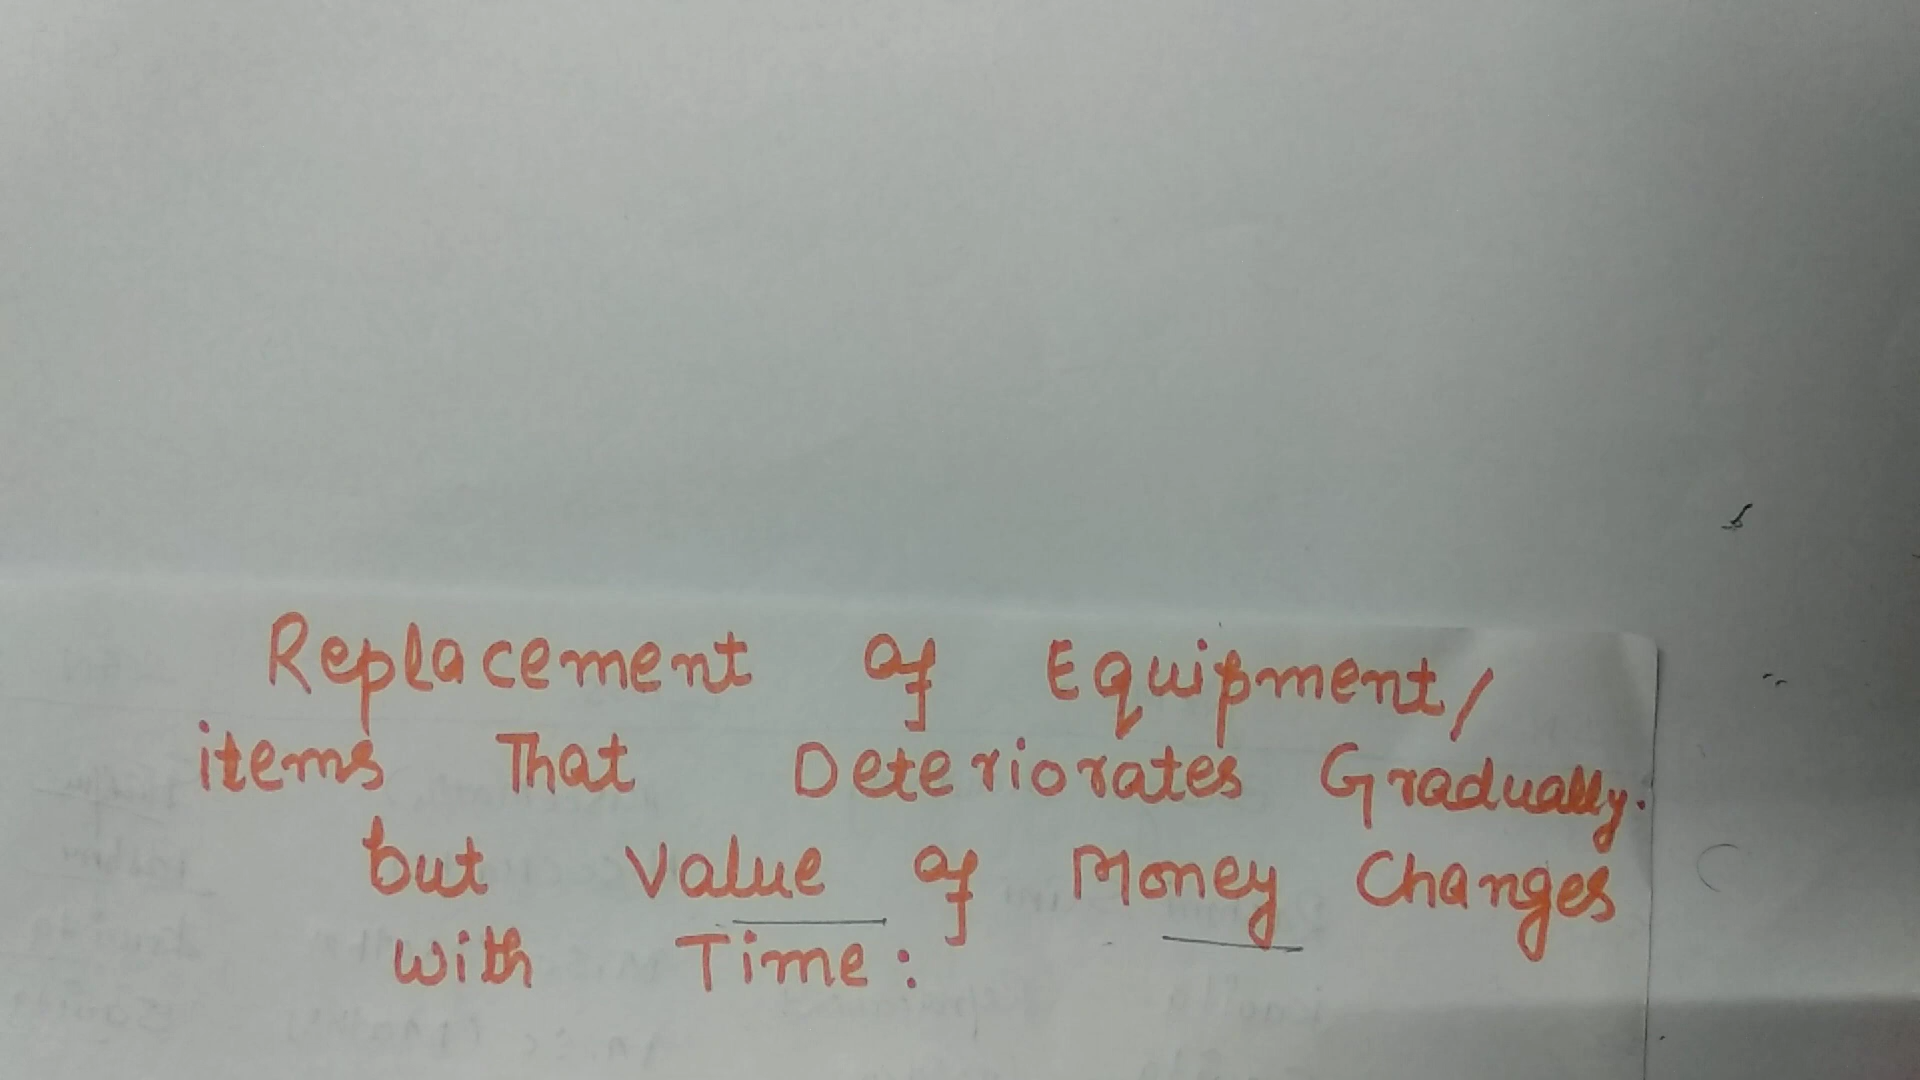 Replacement of Equipment/
items That Deteriorates Gradually.
but Value of Money Changes
with Time: